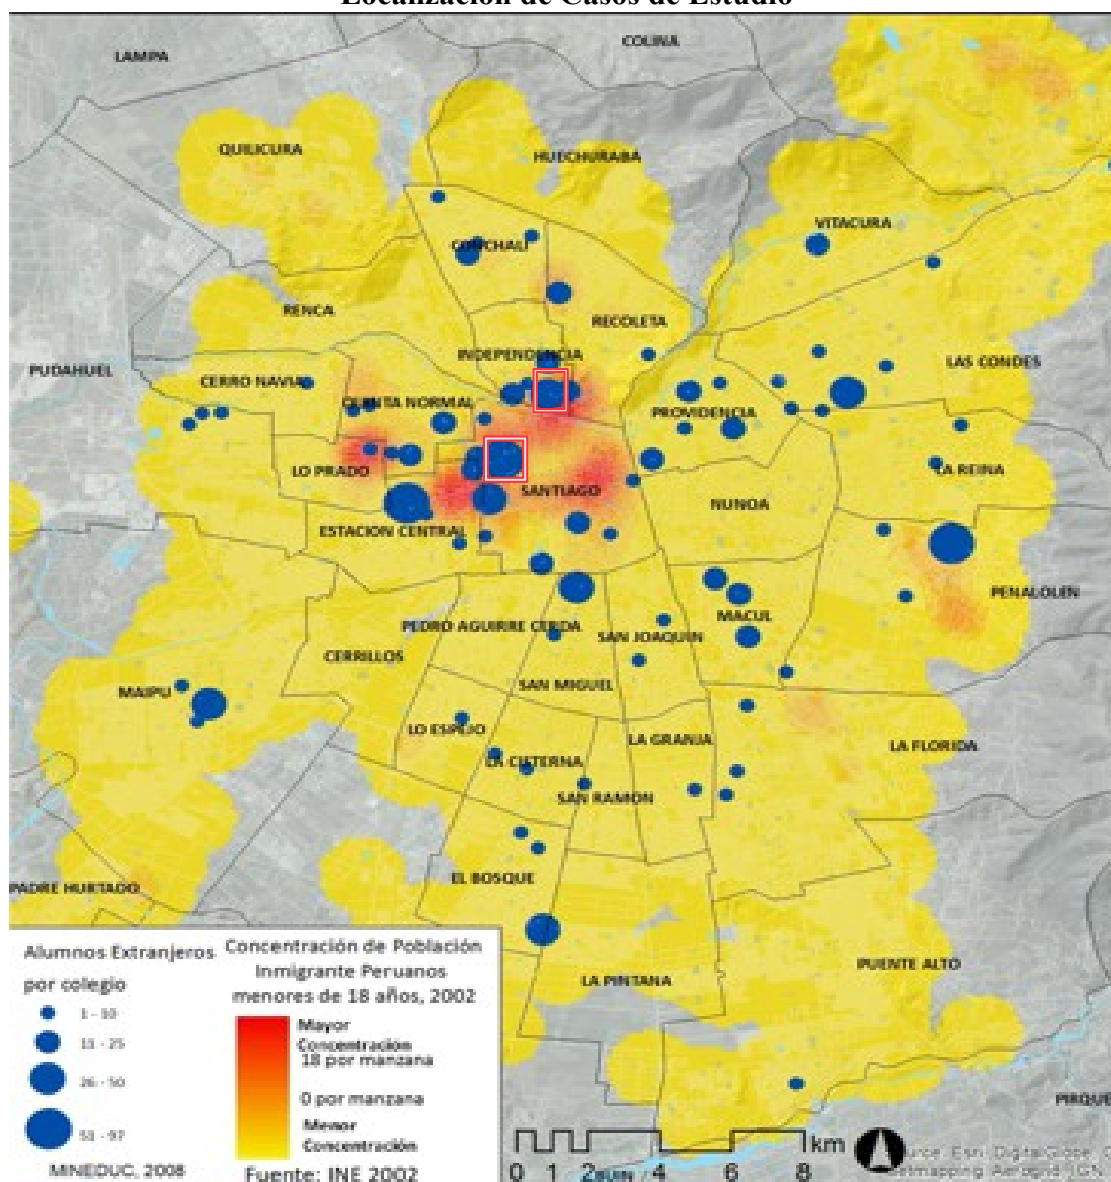 Localización de Casos de Estudio
COLINA
LAMPA
QUILICURA
HUECHURABA
VITACURA
CONCHALI
RENCA
RECOLETA
INDEPENDENCIA
LAS CONDES
PUDAHUEL
CERRO NAVIA
QUINTA NORMAL
PROVIDENCIA
LO PRADO
LA REINA
SANTIAGO
NUNOA
ESTACION CENTRAL
PENALOLEN
MACUL
PEDRO AGUIRRE CERDA
SAN JOAQUIN
CERRILLOS
SAN MIGUEL
MAIPU
LO ESPEJO
LA GRANJA
LA FLORIDA
LA CISTERNA
SAN RAMON
EL BOSQUE
PADRE HURTADO
PUENTE ALTO
LA PINTANA
PIRQUE
Alumnos Extranjeros
por colegio
1 - 10
11 - 25
26 - 50
51 - 97
MINEDUC, 2008
Concentración de Población
Inmigrante Peruanos
menores de 18 años, 2002
Mayor
Concentración
18 por manzana
0 por manzana
Menor
Concentración
Fuente: INE 2002
km
0 1 2 4 6 8
BUIN
Esri, DigitalGlobe,